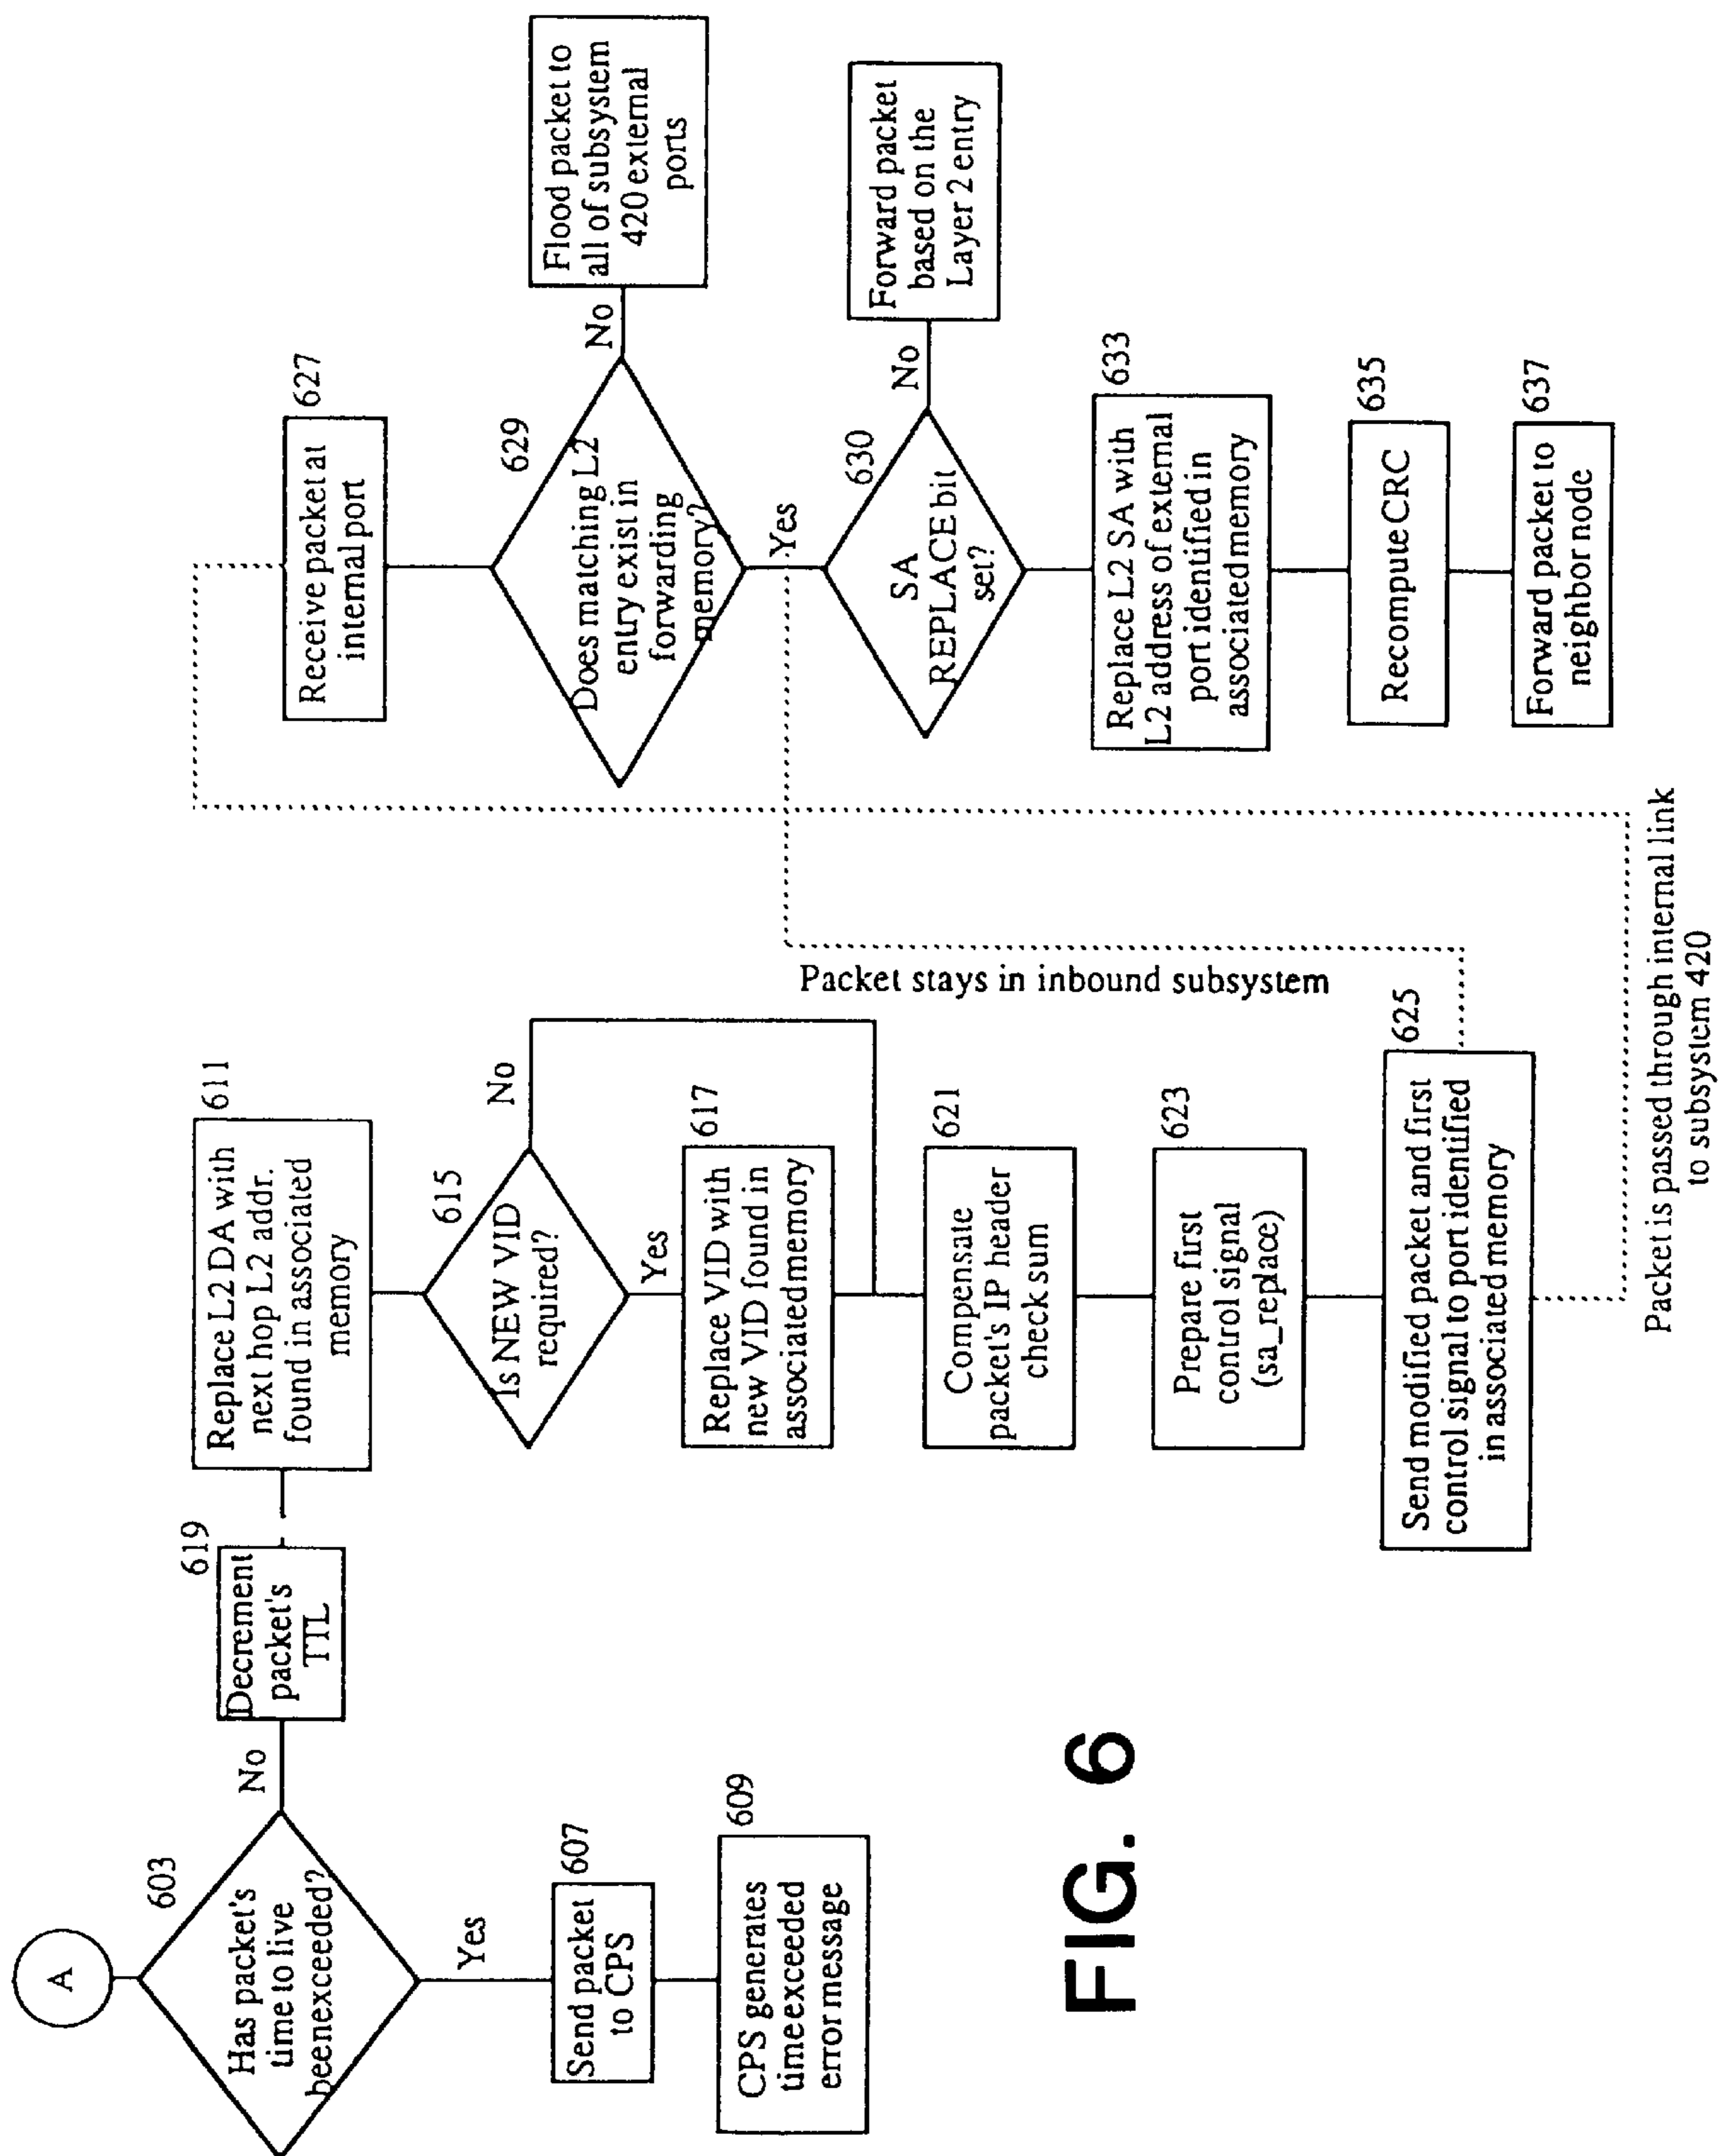 A
603
Has packet's
time to live
beenexceeded?
No
Yes
607
Send packet
to CPS
609
CPS generates
time exceeded
error message
619
Decrement
packet's
TTL
611
Replace L2 DA with
next hop L2 addr.
found in associated
memory
615
Is NEW VID
required?
No
Yes
617
Replace VID with
new VID found in
associated memory
621
Compensate
packet's IP header
check sum
623
Prepare first
control signal
(sa_replace)
625
Send modified packet and first
control signal to port identified
in associated memory
Packet stays in inbound subsystem
Packet is passed through internal link
to subsystem 420
627
Receive packet at
internal port
629
Does matching L2
entry exist in
forwarding
memory?
No
Flood packet to
all of subsystem
420 external
ports
Yes
630
SA
REPLACE bit
set?
No
Forward packet
based on the
Layer 2 entry
633
Replace L2 SA with
L2 address of external
port identified in
associated memory
635
Recompute CRC
637
Forward packet to
neighbor node
FIG. 6